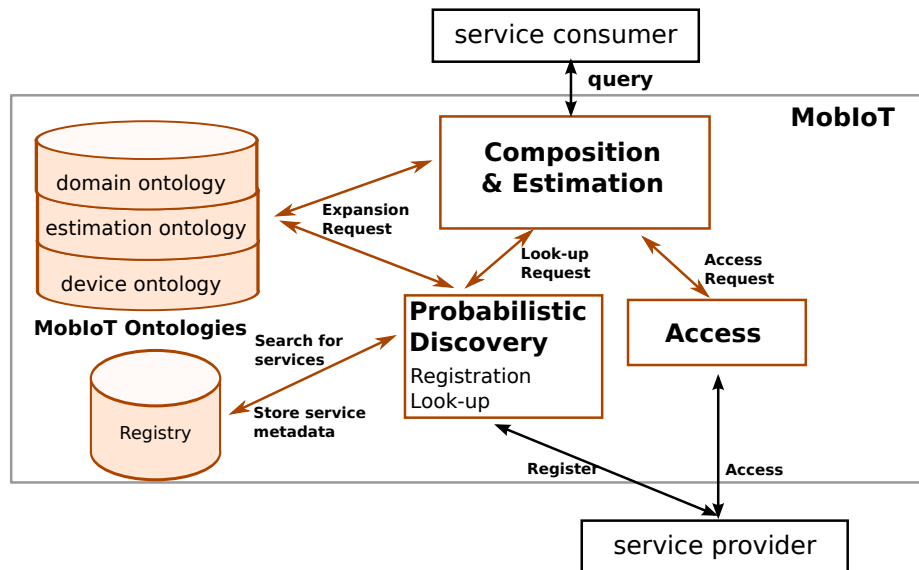 service consumer
query
MobIoT
Composition
& Estimation
domain ontology
estimation ontology
device ontology
MobIoT Ontologies
Expansion
Request
Look-up
Request
Access
Request
Probabilistic
Discovery
Registration
Look-up
Access
Search for
services
Store service
metadata
Registry
Register
Access
service provider